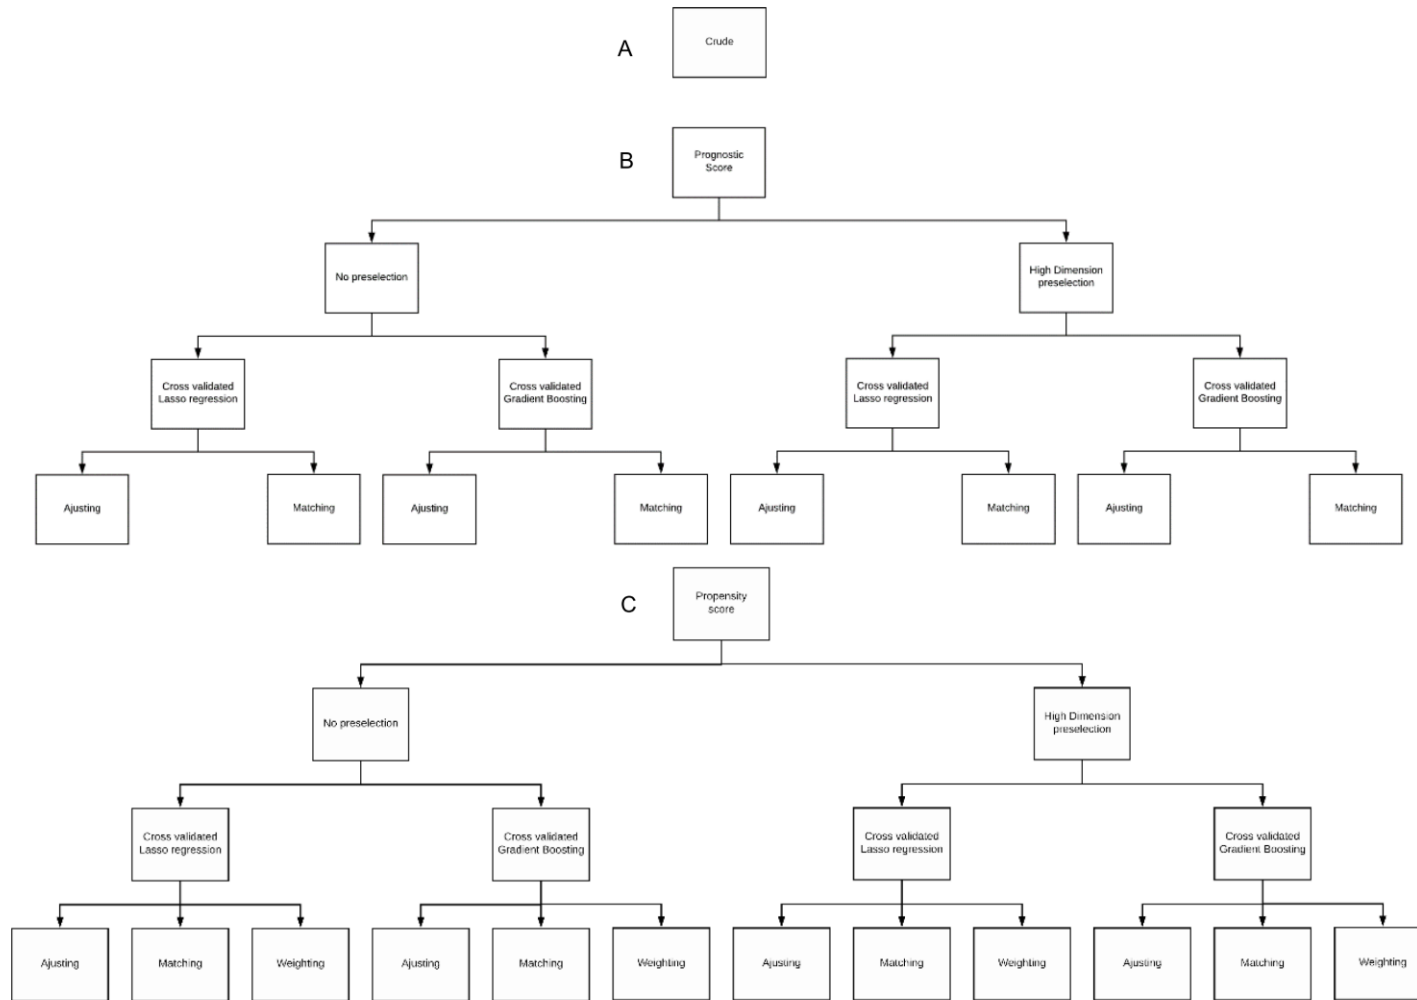 A
Crude
B
Prognostic
Score
No preselection
High Dimension
preselection
Cross validated
Lasso regression
Cross validated
Gradient Boosting
Cross validated
Lasso regression
Cross validated
Gradient Boosting
Ajusting
Matching
Ajusting
Matching
Ajusting
Matching
Ajusting
Matching
C
Propensity
score
No preselection
High Dimension
preselection
Cross validated
Lasso regression
Cross validated
Gradient Boosting
Cross validated
Lasso regression
Cross validated
Gradient Boosting
Ajusting
Matching
Weighting
Ajusting
Matching
Weighting
Ajusting
Matching
Weighting
Ajusting
Matching
Weighting